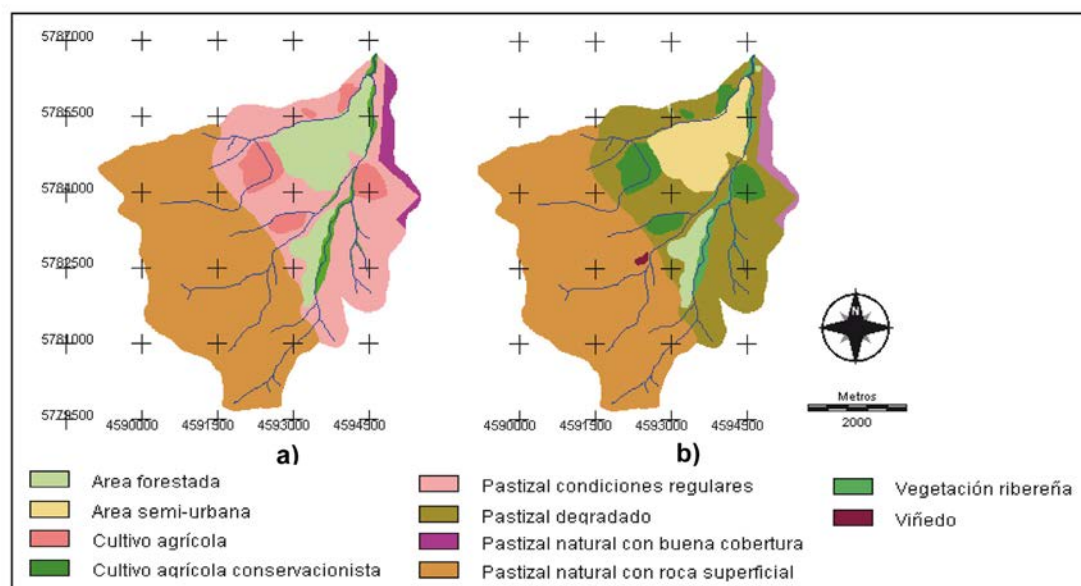 5787000
5785500
5784000
5782500
5781000
5779500
4590000 4591500 4593000 4594500
4590000 4591500 4593000 4594500
a) b)
N
Metros
2000
Area forestada
Area semi-urbana
Cultivo agrícola
Cultivo agrícola conservacionista
Pastizal condiciones regulares
Pastizal degradado
Pastizal natural con buena cobertura
Pastizal natural con roca superficial
Vegetación ribereña
Viñedo